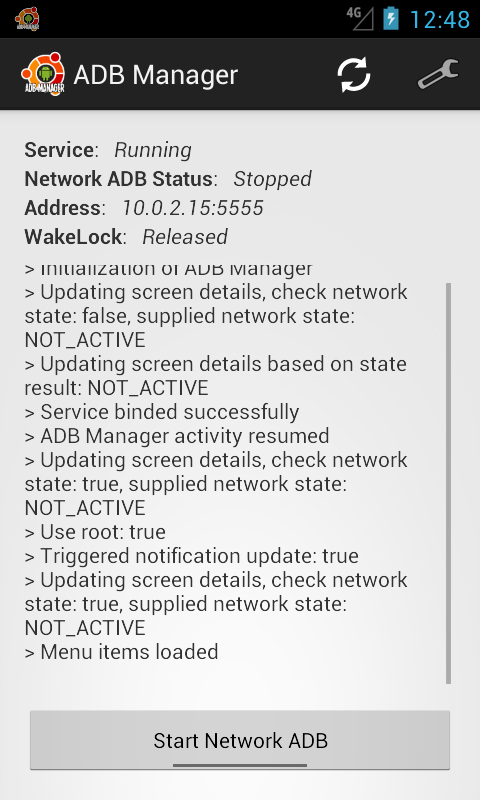 4G 12:48
ADB MANAGER ADB Manager
Service: Running
Network ADB Status: Stopped
Address: 10.0.2.15:5555
WakeLock: Released
> Initialization of ADB Manager
> Updating screen details, check network
state: false, supplied network state:
NOT_ACTIVE
> Updating screen details based on state
result: NOT_ACTIVE
> Service binded successfully
> ADB Manager activity resumed
> Updating screen details, check network
state: true, supplied network state:
NOT_ACTIVE
> Use root: true
> Triggered notification update: true
> Updating screen details, check network
state: true, supplied network state:
NOT_ACTIVE
> Menu items loaded
Start Network ADB